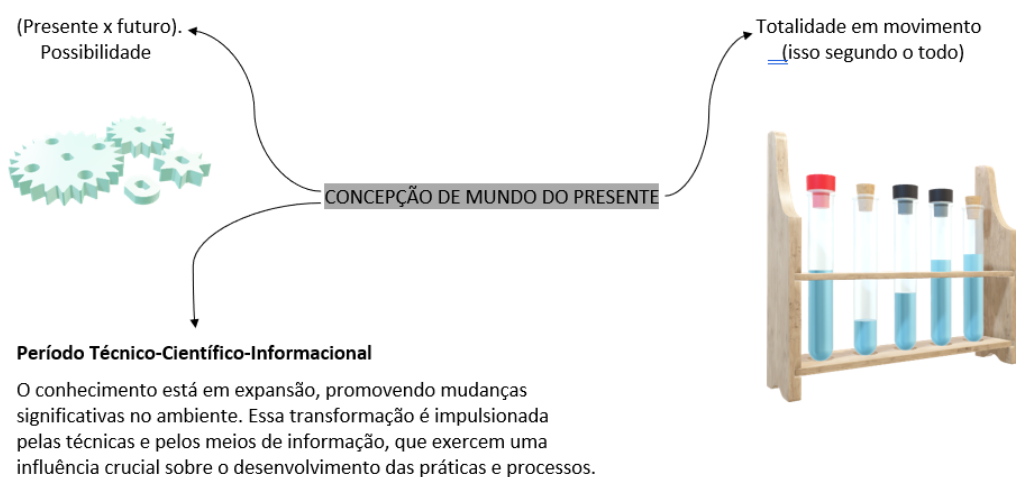 (Presente x futuro).
Possibilidade
Totalidade em movimento
(isso segundo o todo)
CONCEPÇÃO DE MUNDO DO PRESENTE
Período Técnico-Científico-Informacional
O conhecimento está em expansão, promovendo mudanças
significativas no ambiente. Essa transformação é impulsionada
pelas técnicas e pelos meios de informação, que exercem uma
influência crucial sobre o desenvolvimento das práticas e processos.